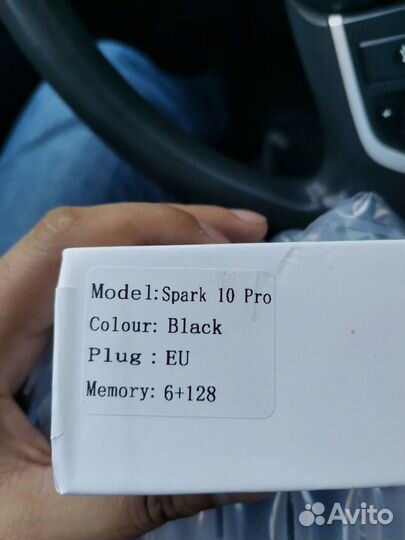 Model:Spark 10 Pro
Colour: Black
Plug : EU
Memory: 6+128
Avito